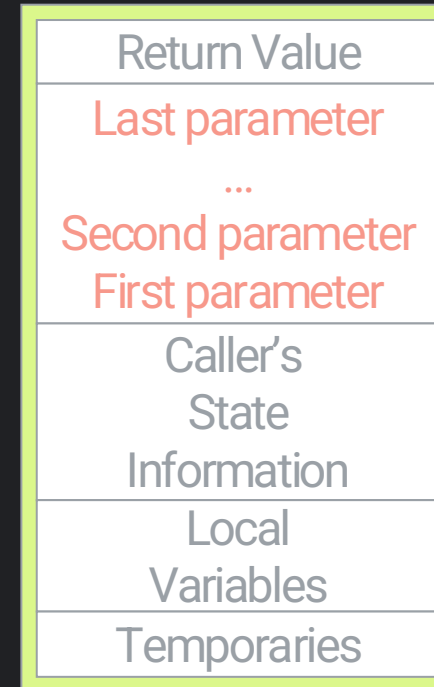 Return Value
Last parameter
...
Second parameter
First parameter
Caller's
State
Information
Local
Variables
Temporaries